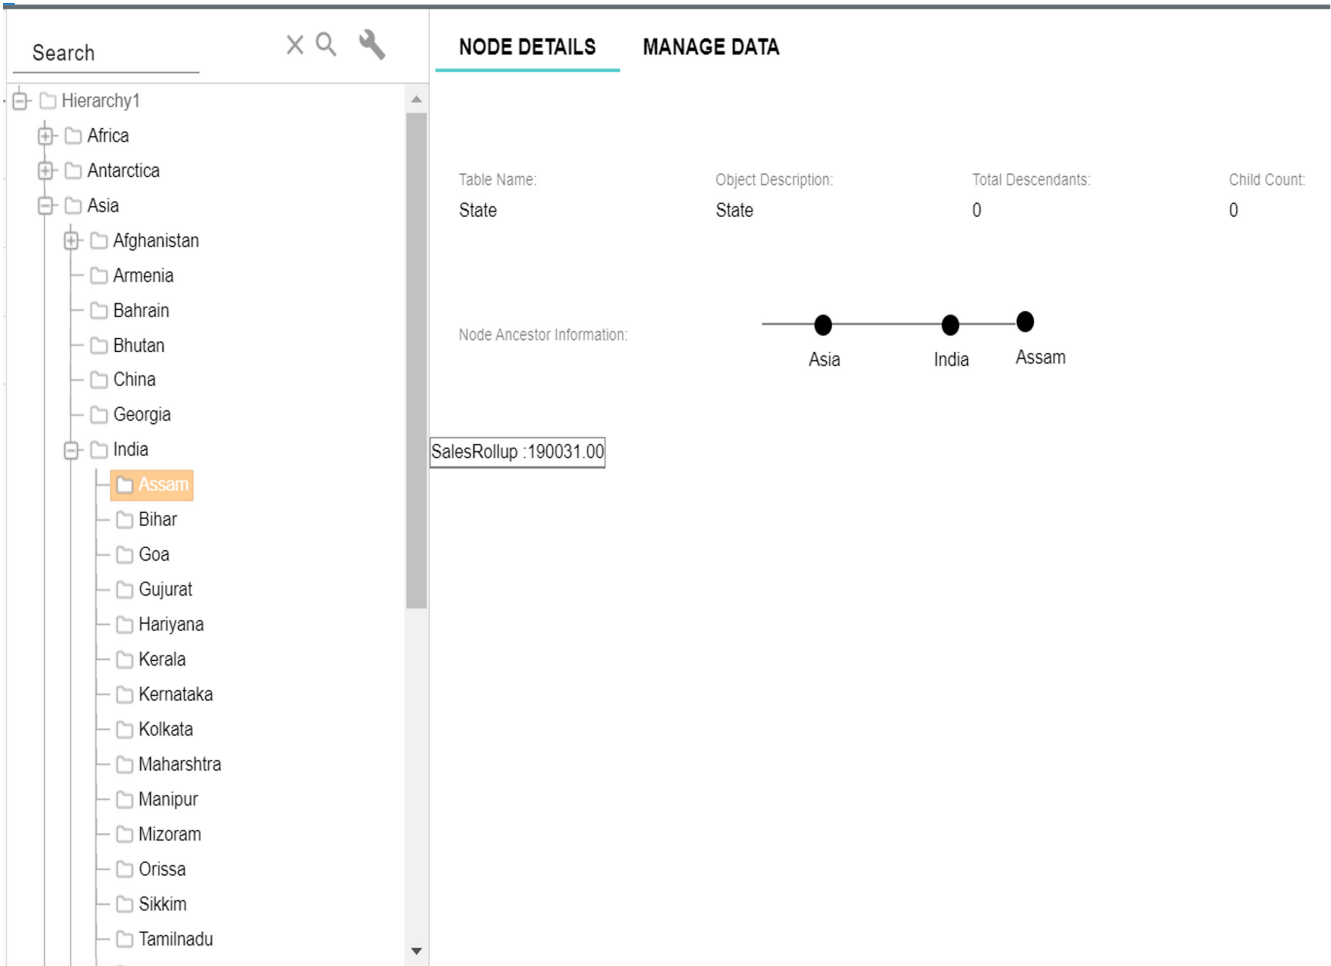 Search
NODE DETAILS
MANAGE DATA
Hierarchy1
Africa
Antarctica
Asia
Afghanistan
Armenia
Bahrain
Bhutan
China
Georgia
India
Assam
Bihar
Goa
Gujurat
Hariyana
Kerala
Kernataka
Kolkata
Maharshtra
Manipur
Mizoram
Orissa
Sikkim
Tamilnadu
Table Name:
State
Object Description:
State
Total Descendants:
0
Child Count:
0
Node Ancestor Information:
Asia
India
Assam
SalesRollup :190031.00